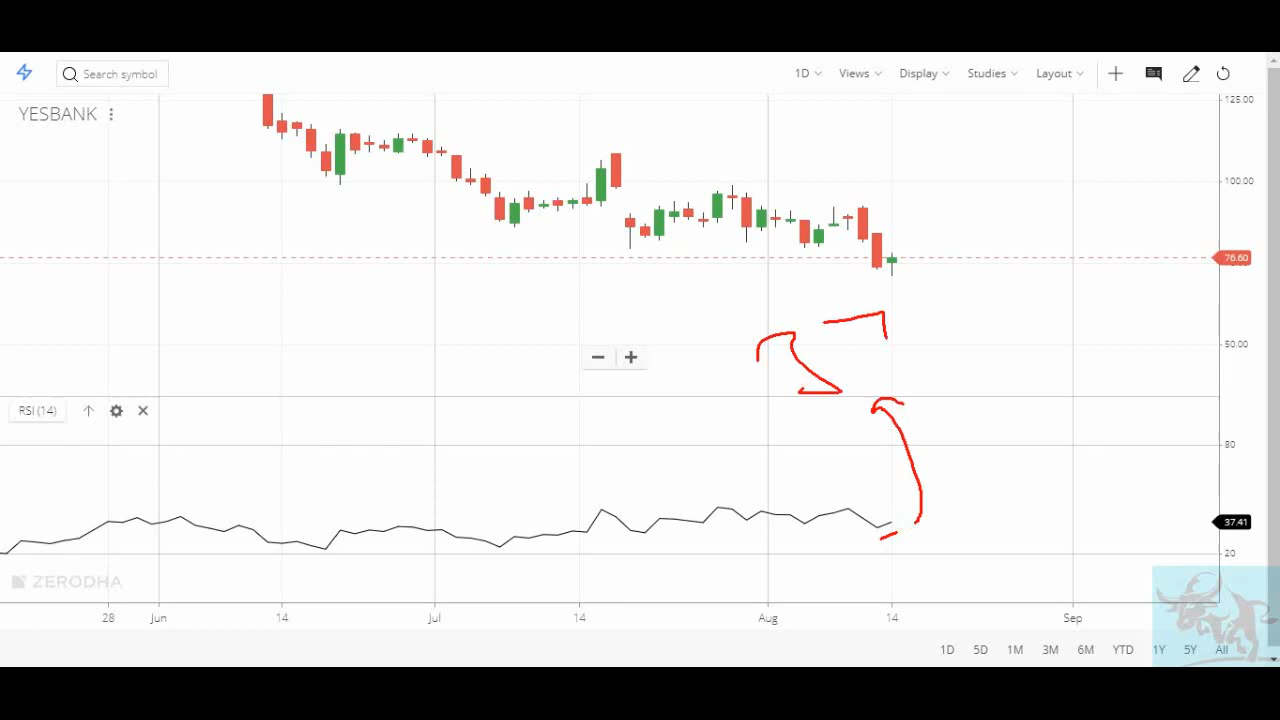 Search symbol 1D Views Display Studies Layout
YESBANK
125.00
100.00
76.60
50.00
RSI (14)
80
37.41
20
ZERODHA
28 Jun 14 Jul 14 Aug 14 Sep
1D 5D 1M 3M 6M YTD 1Y 5Y All